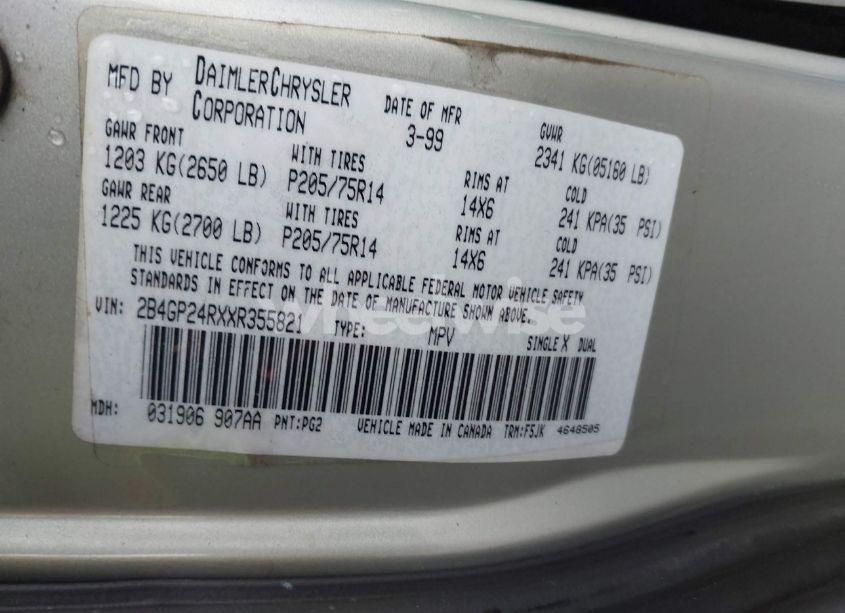 MFD BY DAIMLERCHRYSLER CORPORATION
DATE OF MFR 3-99
GVWR 2341 KG(05160 LB)
GAWR FRONT 1203 KG(2650 LB)
WITH TIRES P205/75R14
RIMS AT 14X6
COLD 241 KPA(35 PSI)
GAWR REAR 1225 KG(2700 LB)
WITH TIRES P205/75R14
RIMS AT 14X6
COLD 241 KPA(35 PSI)
THIS VEHICLE CONFORMS TO ALL APPLICABLE FEDERAL MOTOR VEHICLE SAFETY
STANDARDS IN EFFECT ON THE DATE OF MANUFACTURE SHOWN ABOVE.
VIN: 2B4GP24RXXR355821 TYPE: MPV SINGLE X DUAL
MDH: 031906 907AA PNT:PG2 VEHICLE MADE IN CANADA TRM:F5JK 4648505
wheelwise